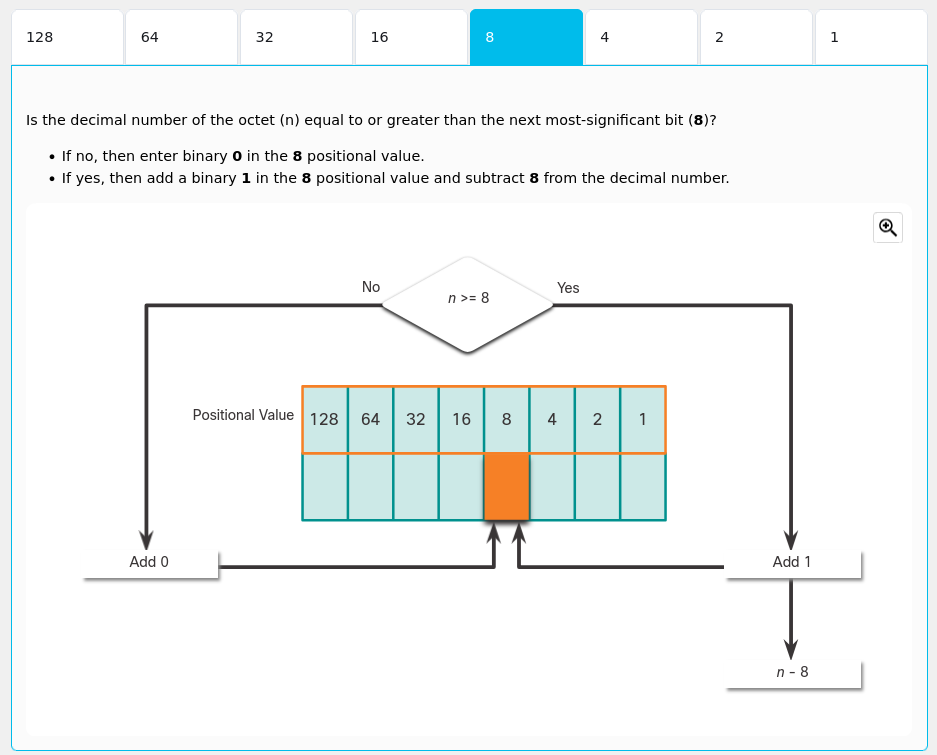 128 64 32 16 8 4 2 1
Is the decimal number of the octet (n) equal to or greater than the next most-significant bit (8)?
• If no, then enter binary 0 in the 8 positional value.
• If yes, then add a binary 1 in the 8 positional value and subtract 8 from the decimal number.
No
n >= 8
Yes
Positional Value 128 64 32 16 8 4 2 1
Add 0
Add 1
n - 8